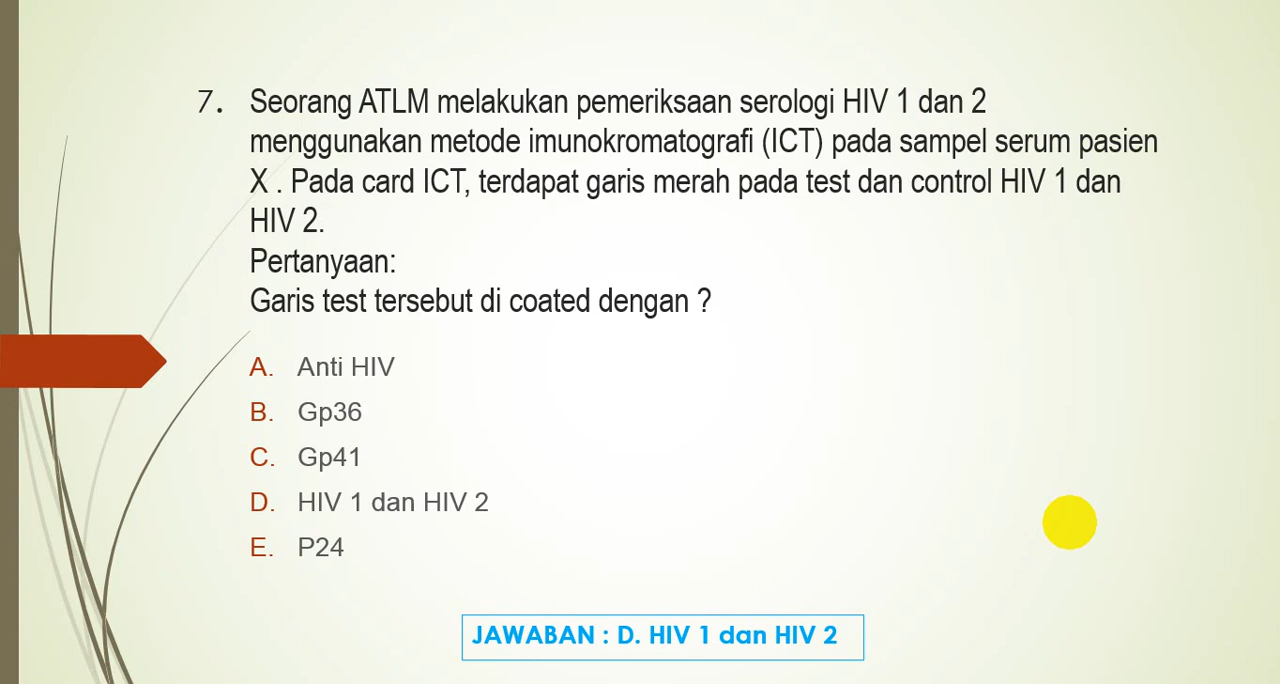 7. Seorang ATLM melakukan pemeriksaan serologi HIV 1 dan 2
menggunakan metode imunokromatografi (ICT) pada sampel serum pasien
X . Pada card ICT, terdapat garis merah pada test dan control HIV 1 dan
HIV 2.
Pertanyaan:
Garis test tersebut di coated dengan ?
A. Anti HIV
B. Gp36
C. Gp41
D. HIV 1 dan HIV 2
E. P24
JAWABAN : D. HIV 1 dan HIV 2